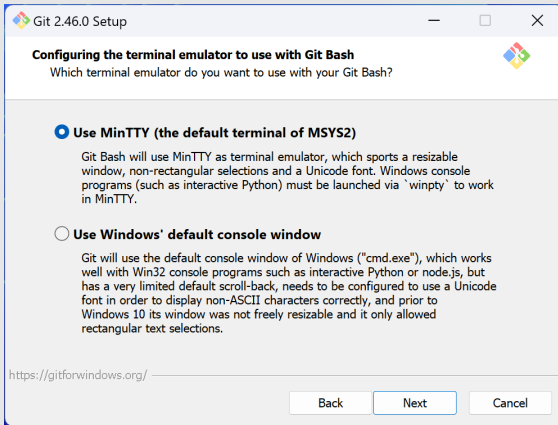 Git 2.46.0 Setup
Configuring the terminal emulator to use with Git Bash
Which terminal emulator do you want to use with your Git Bash?
Use MinTTY (the default terminal of MSYS2)
Git Bash will use MinTTY as terminal emulator, which sports a resizable
window, non-rectangular selections and a Unicode font. Windows console
programs (such as interactive Python) must be launched via `winpty` to work
in MinTTY.
Use Windows' default console window
Git will use the default console window of Windows ("cmd.exe"), which works
well with Win32 console programs such as interactive Python or node.js, but
has a very limited default scroll-back, needs to be configured to use a Unicode
font in order to display non-ASCII characters correctly, and prior to
Windows 10 its window was not freely resizable and it only allowed
rectangular text selections.
https://gitforwindows.org/
Back Next Cancel